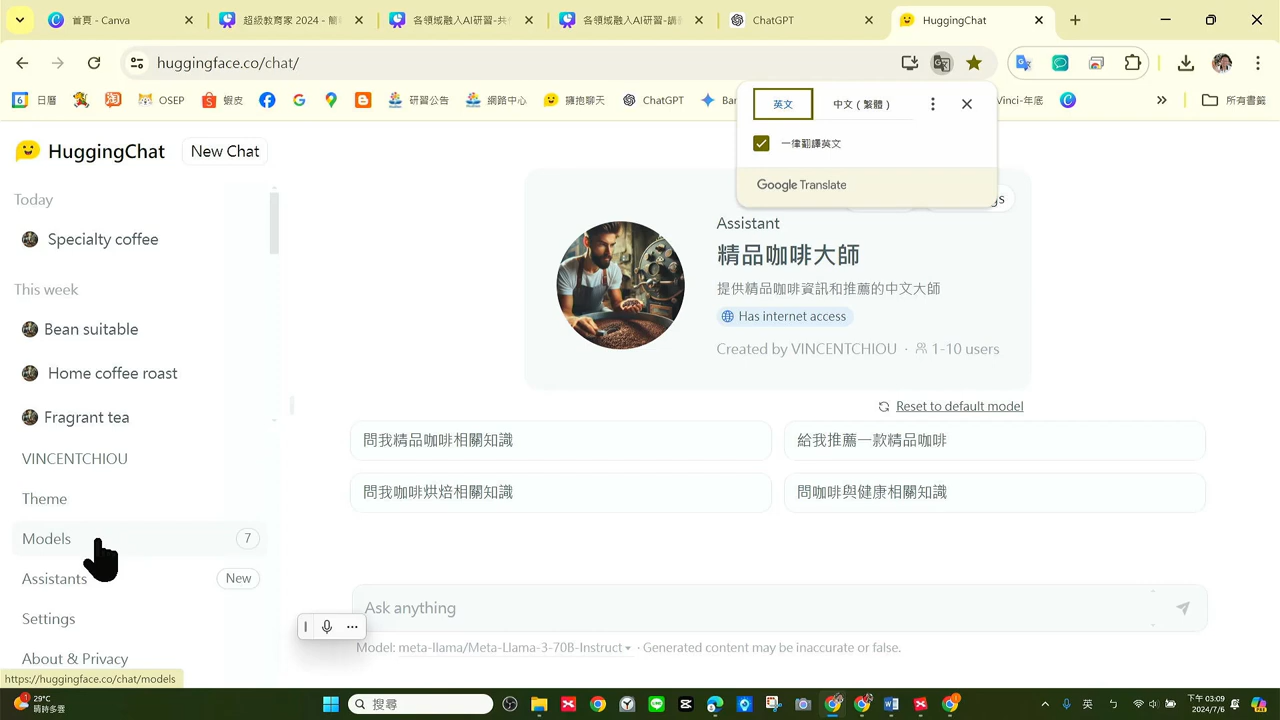 首頁 - Canva
超級教育家 2024 - 簡
各領域融入AI研習-共
各領域融入AI研習-講
ChatGPT
HuggingChat
huggingface.co/chat/
日曆
淘
OSEP
蝦皮
研習公告
網路中心
擁抱聊天
ChatGPT
Bar
Vinci-年底
所有書籤
英文
中文 ( 繁體 )
一律翻譯英文
Google Translate
HuggingChat
New Chat
Today
Specialty coffee
This week
Bean suitable
Home coffee roast
Fragrant tea
VINCENTCHIOU
Theme
Models
7
Assistants
New
Settings
About & Privacy
https://huggingface.co/chat/models
gs
Assistant
精品咖啡大師
提供精品咖啡資訊和推薦的中文大師
Has internet access
Created by VINCENTCHIOU · 1-10 users
Reset to default model
問我精品咖啡相關知識
給我推薦一款精品咖啡
問我咖啡烘焙相關知識
問咖啡與健康相關知識
Ask anything
Model: meta-llama/Meta-Llama-3-70B-Instruct · Generated content may be inaccurate or false.
29°C
晴時多雲
搜尋
英
下午 03:09
2024/7/6